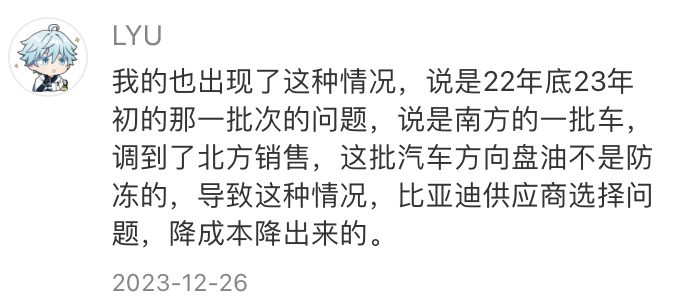 LYU
我的也出现了这种情况，说是22年底23年
初的那一批次的问题，说是南方的一批车，
调到了北方销售，这批汽车方向盘油不是防
冻的，导致这种情况，比亚迪供应商选择问
题，降成本降出来的。
2023-12-26